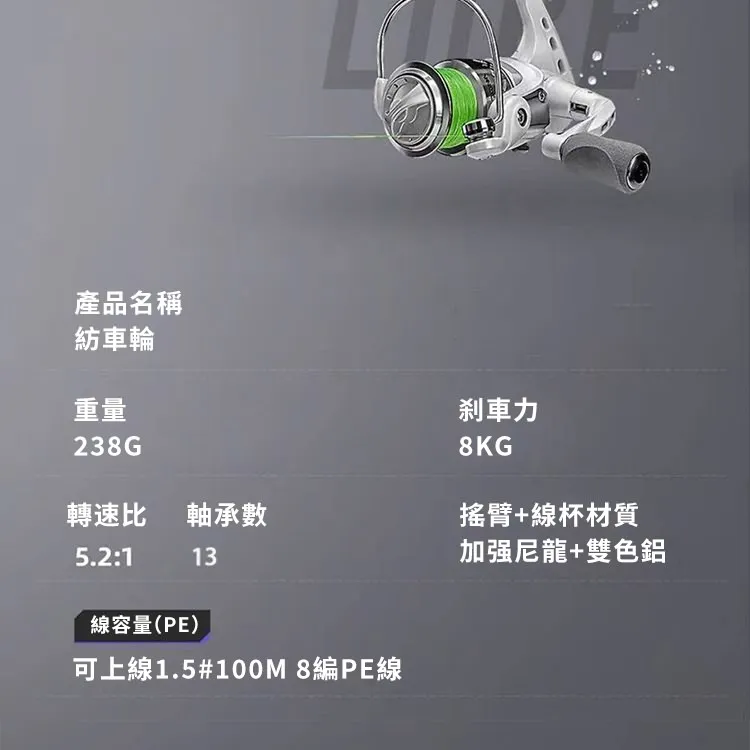 LURE
產品名稱
紡車輪
重量
238G
刹車力
8KG
轉速比
5.2:1
軸承數
13
搖臂+線杯材質
加强尼龍+雙色鋁
線容量(PE)
可上線1.5#100M 8編PE線